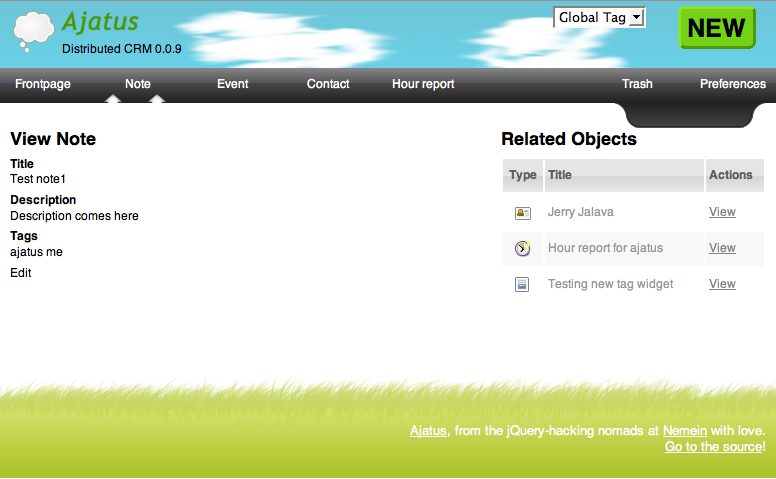 Ajatus
Distributed CRM 0.0.9
Global Tag
NEW
Frontpage Note Event Contact Hour report Trash Preferences
View Note
Title
Test note1
Description
Description comes here
Tags
ajatus me
Edit
Related Objects
Type Title Actions
Jerry Jalava View
Hour report for ajatus View
Testing new tag widget View
Ajatus, from the jQuery-hacking nomads at Nemein with love.
Go to the source!